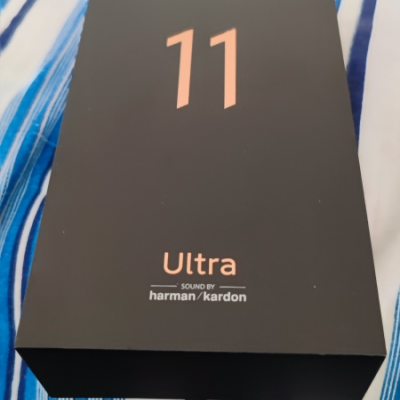 11
Ultra
SOUND BY
harman/kardon